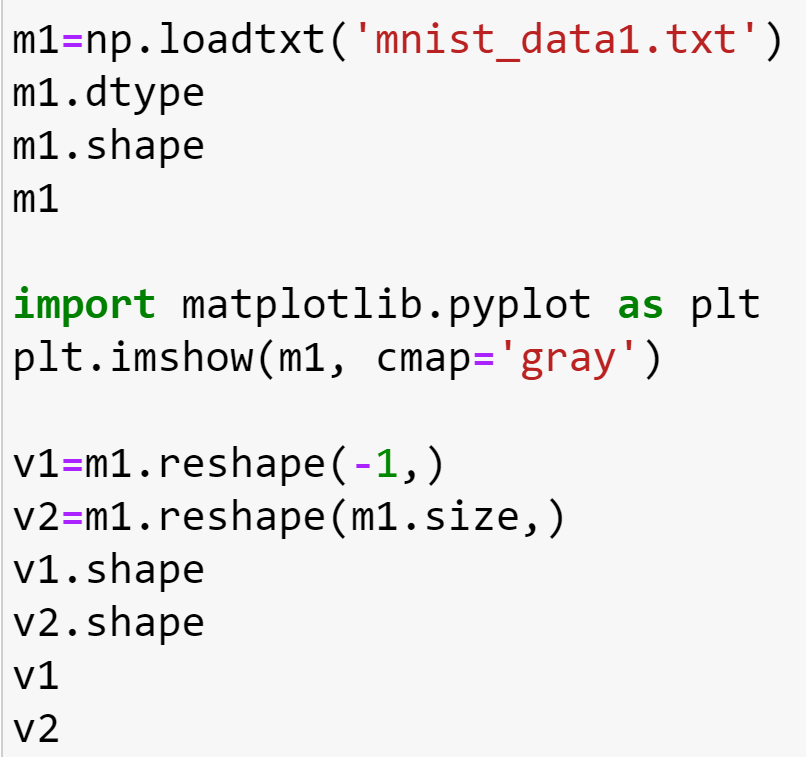 m1=np.loadtxt('mnist_data1.txt')
m1.dtype
m1.shape
m1
import matplotlib.pyplot as plt
plt.imshow(m1, cmap='gray')
v1=m1.reshape(-1,)
v2=m1.reshape(m1.size,)
v1.shape
v2.shape
v1
v2